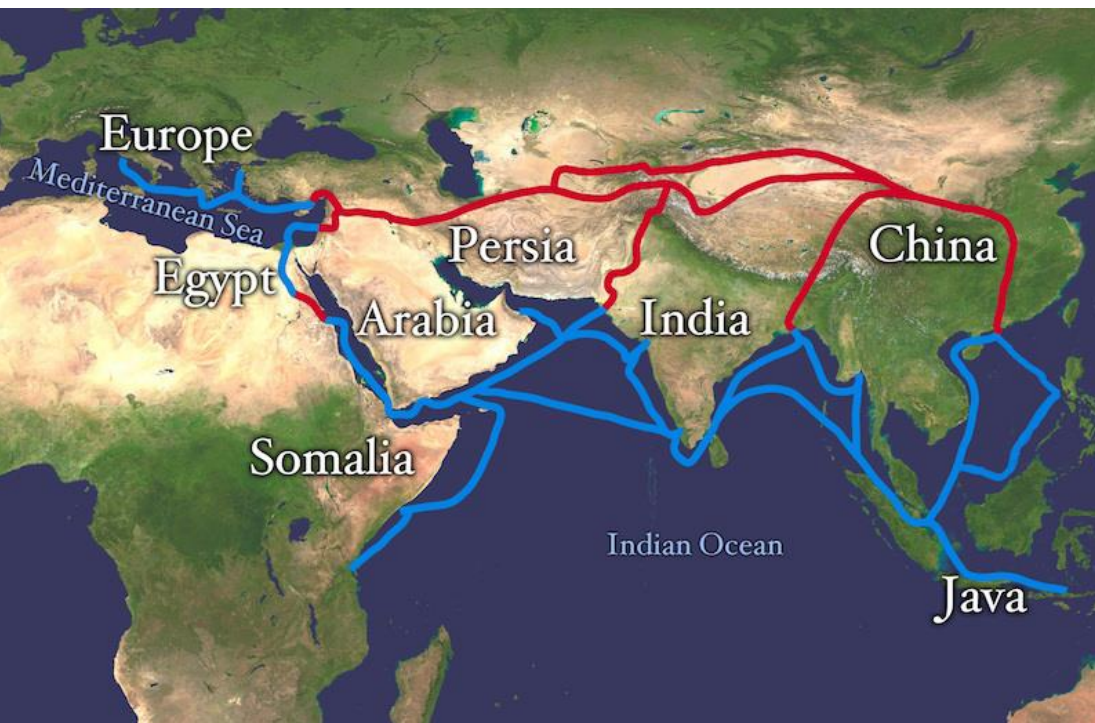 Europe
Mediterranean Sea
Egypt
Persia
China
Arabia
India
Somalia
Indian Ocean
Java